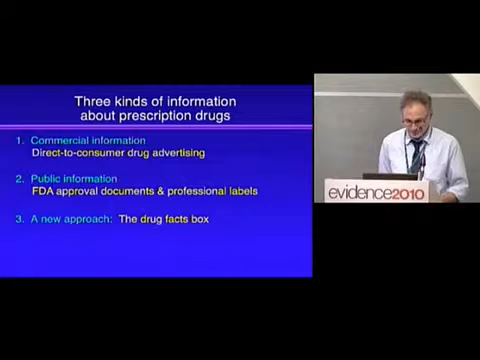 Three kinds of information
about prescription drugs
1. Commercial information
Direct-to-consumer drug advertising
2. Public information
FDA approval documents & professional labels
3. A new approach: The drug facts box
evidence2010